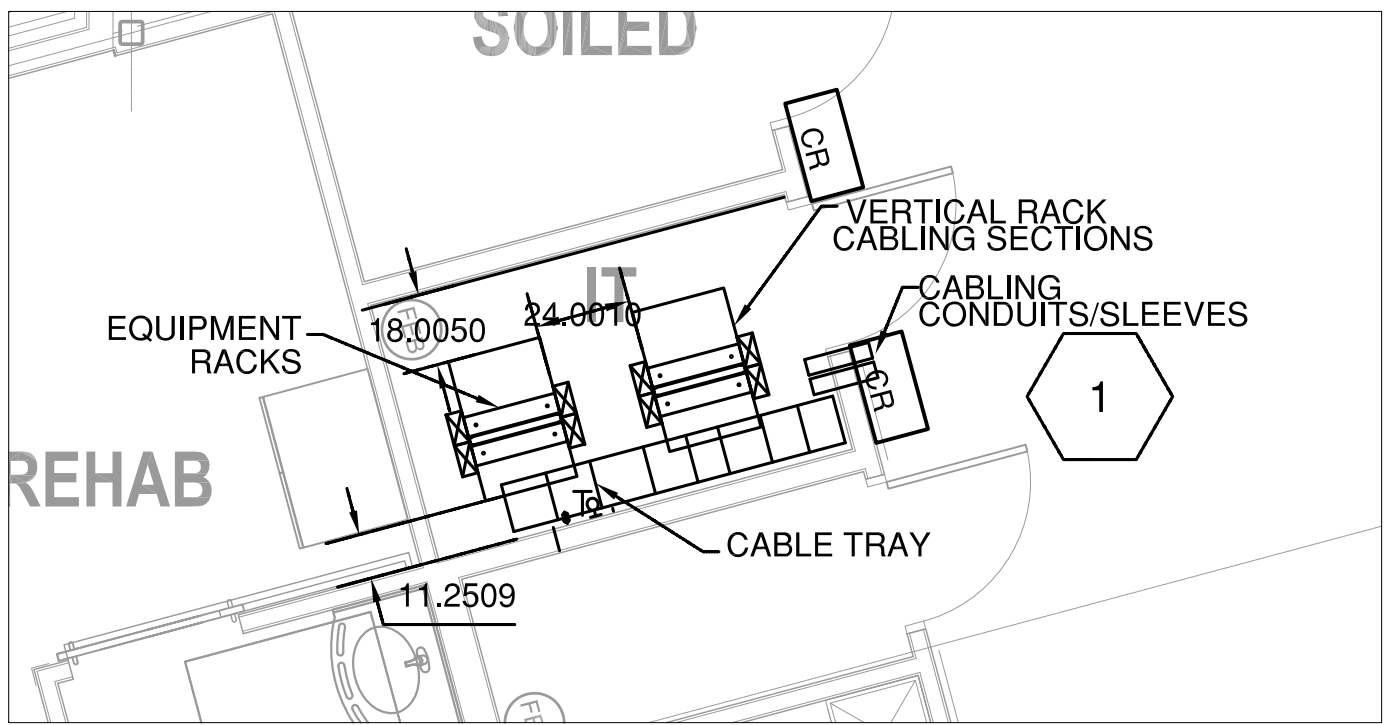 SOILED
CR
VERTICAL RACK
CABLING SECTIONS
IT
CABLING
CONDUITS/SLEEVES
FEB
24.0010
18.0050
EQUIPMENT
RACKS
CR
1
REHAB
CABLE TRAY
11.2509